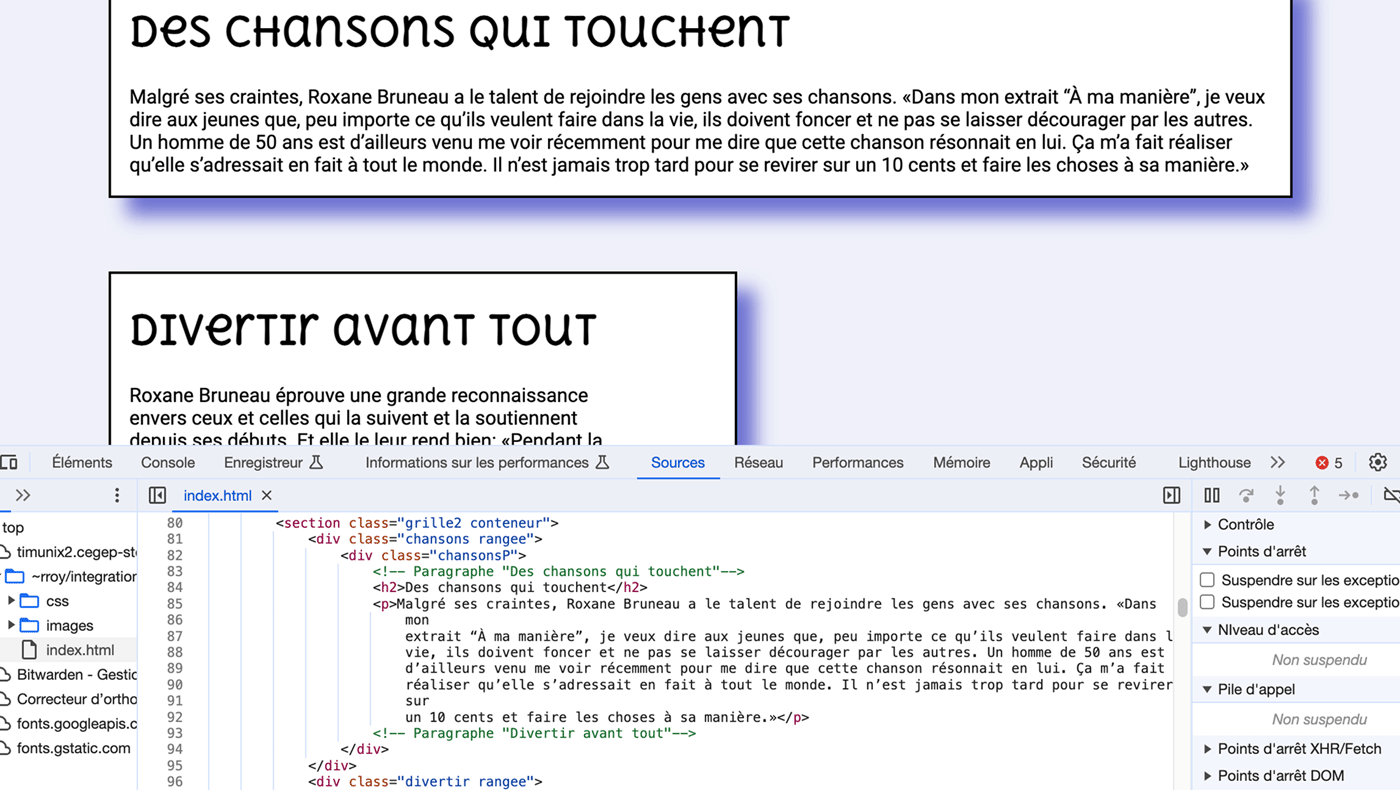 Des chansons qui touchent
Malgré ses craintes, Roxane Bruneau a le talent de rejoindre les gens avec ses chansons. «Dans mon extrait “À ma manière”, je veux
dire aux jeunes que, peu importe ce qu’ils veulent faire dans la vie, ils doivent foncer et ne pas se laisser décourager par les autres.
Un homme de 50 ans est d’ailleurs venu me voir récemment pour me dire que cette chanson résonnait en lui. Ça m’a fait réaliser
qu’elle s’adressait en fait à tout le monde. Il n’est jamais trop tard pour se revirer sur un 10 cents et faire les choses à sa manière.»
Divertir avant tout
Roxane Bruneau éprouve une grande reconnaissance
envers ceux et celles qui la suivent et la soutiennent
depuis ses débuts. Et elle le leur rend bien: «Pendant la
Éléments Console Enregistreur Informations sur les performances Sources Réseau Performances Mémoire Appli Sécurité Lighthouse 5
index.html
top
timunix2.cegep-st
~rroy/integration
css
images
index.html
Bitwarden - Gestic
Correcteur d’ortho
fonts.googleapis.c
fonts.gstatic.com
80 <section class="grille2 conteneur">
81 <div class="chansons rangee">
82 <div class="chansonsP">
83 <!-- Paragraphe "Des chansons qui touchent"-->
84 <h2>Des chansons qui touchent</h2>
85 <p>Malgré ses craintes, Roxane Bruneau a le talent de rejoindre les gens avec ses chansons. «Dans
86 mon
87 extrait “À ma manière”, je veux dire aux jeunes que, peu importe ce qu’ils veulent faire dans l
88 vie, ils doivent foncer et ne pas se laisser décourager par les autres. Un homme de 50 ans est
89 d’ailleurs venu me voir récemment pour me dire que cette chanson résonnait en lui. Ça m’a fait
90 réaliser qu’elle s’adressait en fait à tout le monde. Il n’est jamais trop tard pour se revirer
91 sur
92 un 10 cents et faire les choses à sa manière.»</p>
93 <!-- Paragraphe "Divertir avant tout"-->
94 </div>
95 </div>
96 <div class="divertir rangee">
Contrôle
Points d'arrêt
Suspendre sur les exceptio
Suspendre sur les exceptio
NIveau d'accès
Non suspendu
Pile d'appel
Non suspendu
Points d'arrêt XHR/Fetch
Points d'arrêt DOM